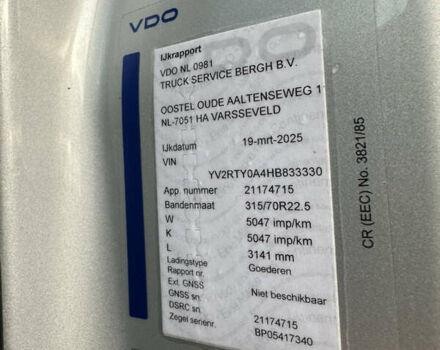 VDO
IJkrapport
VDO NL 0981
TRUCK SERVICE BERGH B.V.
OOSTEL OUDE AALTENSEWEG 1
NL-7051 HA VARSSEVELD
IJkdatum 19-mrt-2025
VIN YV2RTY0A4HB833330
App. nummer 21174715
Bandenmaat 315/70R22.5
W 5047 imp/km
K 5047 imp/km
L 3141 mm
Ladingstype Goederen
Rapport nr.
Ext. GNSS
GNSS sn. Niet beschikbaar
DSRC sn.
21174715
Zegel serienr. BP05417340
CR (EEC) No. 3821/85